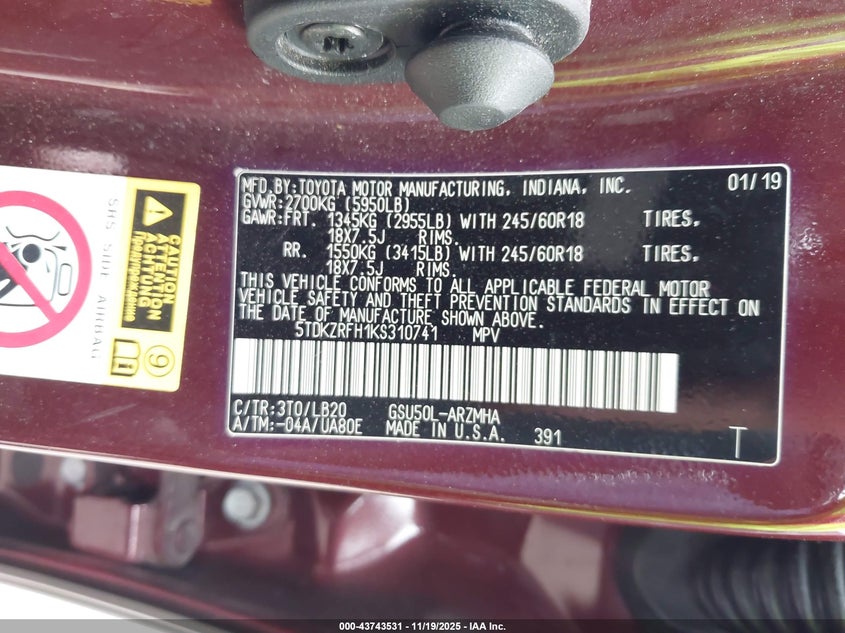 MFD.BY:TOYOTA MOTOR MANUFACTURING, INDIANA, INC. 01/19
GVWR:2700KG (5950LB)
GAWR:FRT. 1345KG (2955LB) WITH 245/60R18 TIRES,
18X7.5J RIMS.
RR. 1550KG (3415LB) WITH 245/60R18 TIRES,
18X7.5J RIMS.
THIS VEHICLE CONFORMS TO ALL APPLICABLE FEDERAL MOTOR
VEHICLE SAFETY AND THEFT PREVENTION STANDARDS IN EFFECT ON
THE DATE OF MANUFACTURE SHOWN ABOVE.
5TDKZRFH1KS310741 MPV
C/TR:3T0/LB20 GSU50L-ARZMHA
A/TM:-04A/UA80E MADE IN U.S.A. 391 T
SRS SIDE AIRBAG
CAUTION
ATTENTION
ACHTUNG
Предупреждение
9
000-43743531 - 11/19/2025 - IAA Inc.